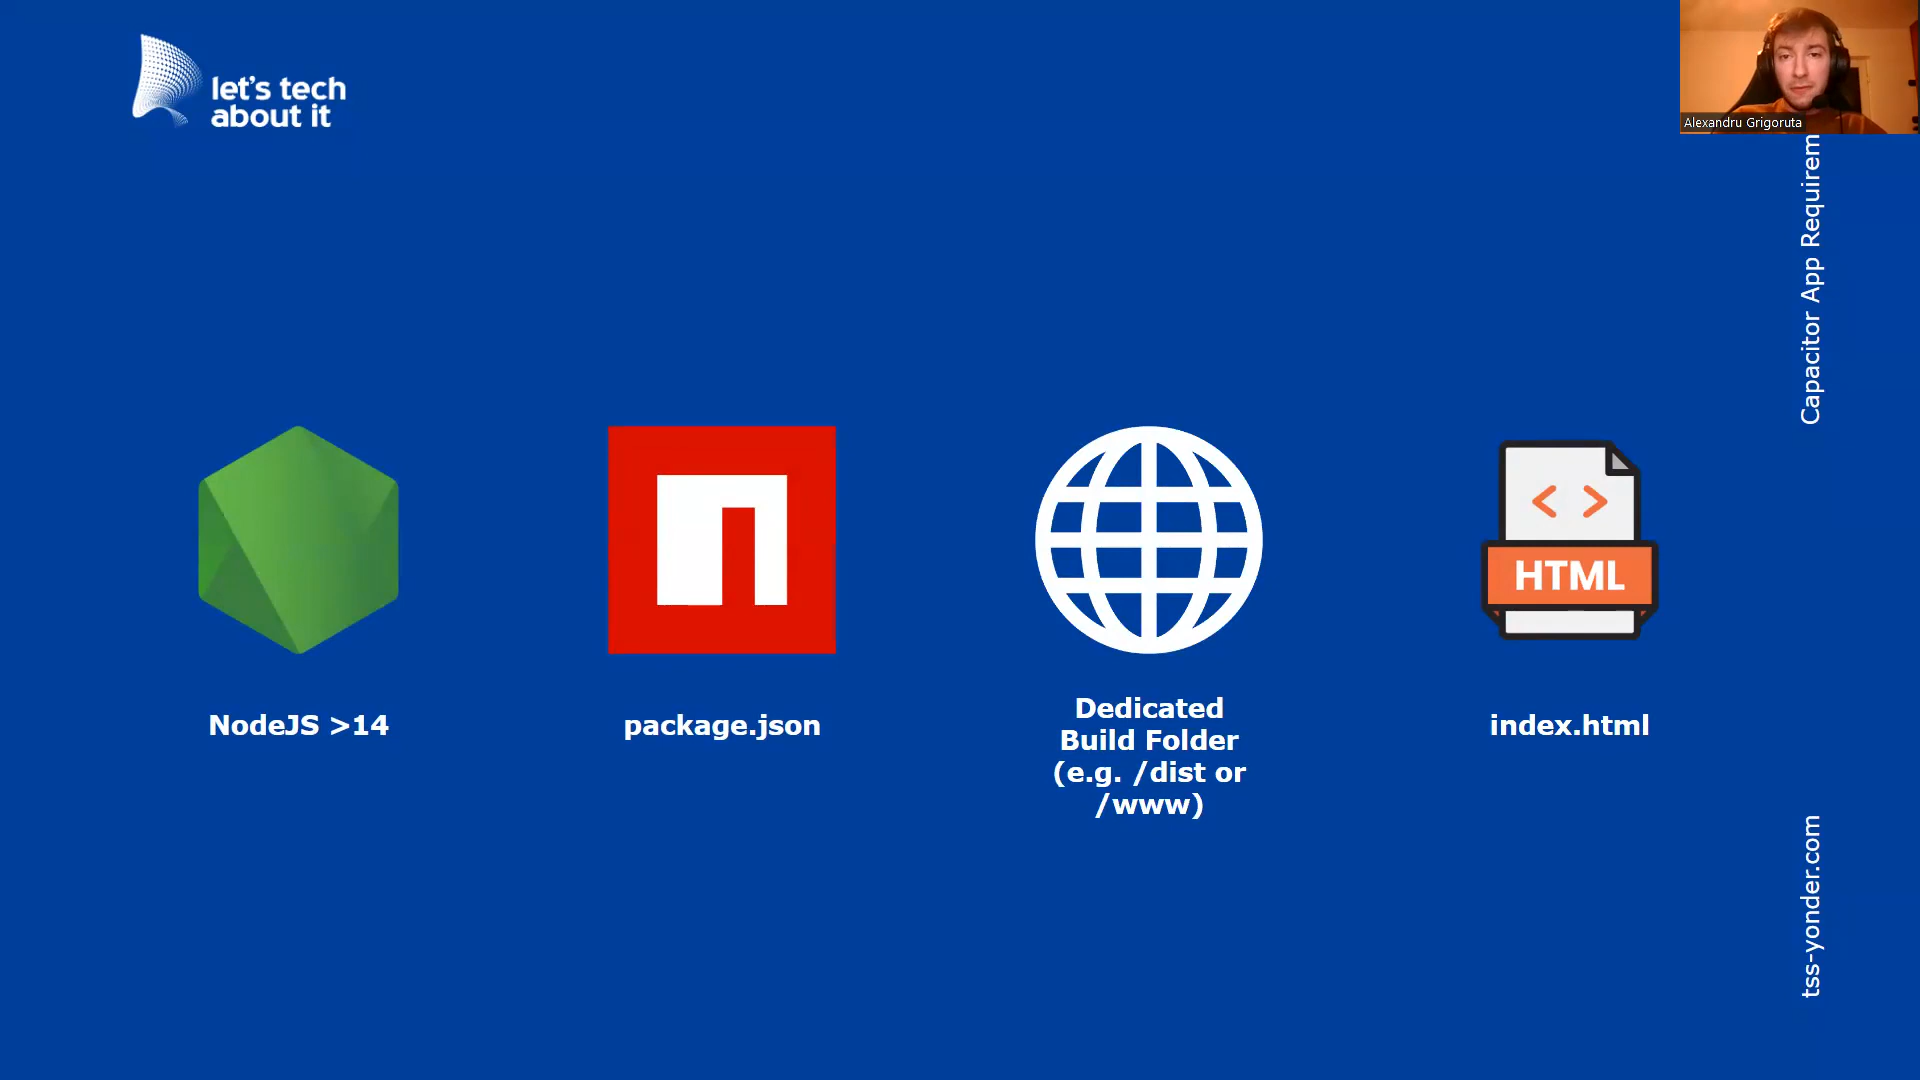 let's tech
about it
Alexandru Grigoruta
Capacitor App Requirem
HTML
NodeJS >14
package.json
Dedicated
Build Folder
(e.g. /dist or
/www)
index.html
tss-yonder.com